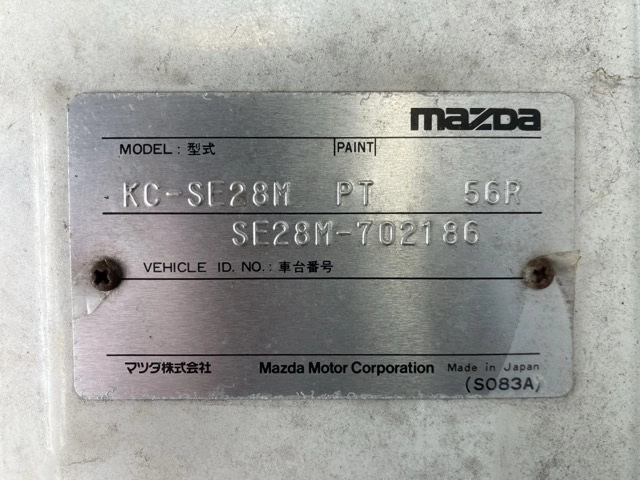 mazda
MODEL : 型式 |PAINT|
KC-SE28M PT 56R
SE28M-702186
VEHICLE ID. NO. : 車台番号
マツダ株式会社 Mazda Motor Corporation Made in Japan
(S083A)